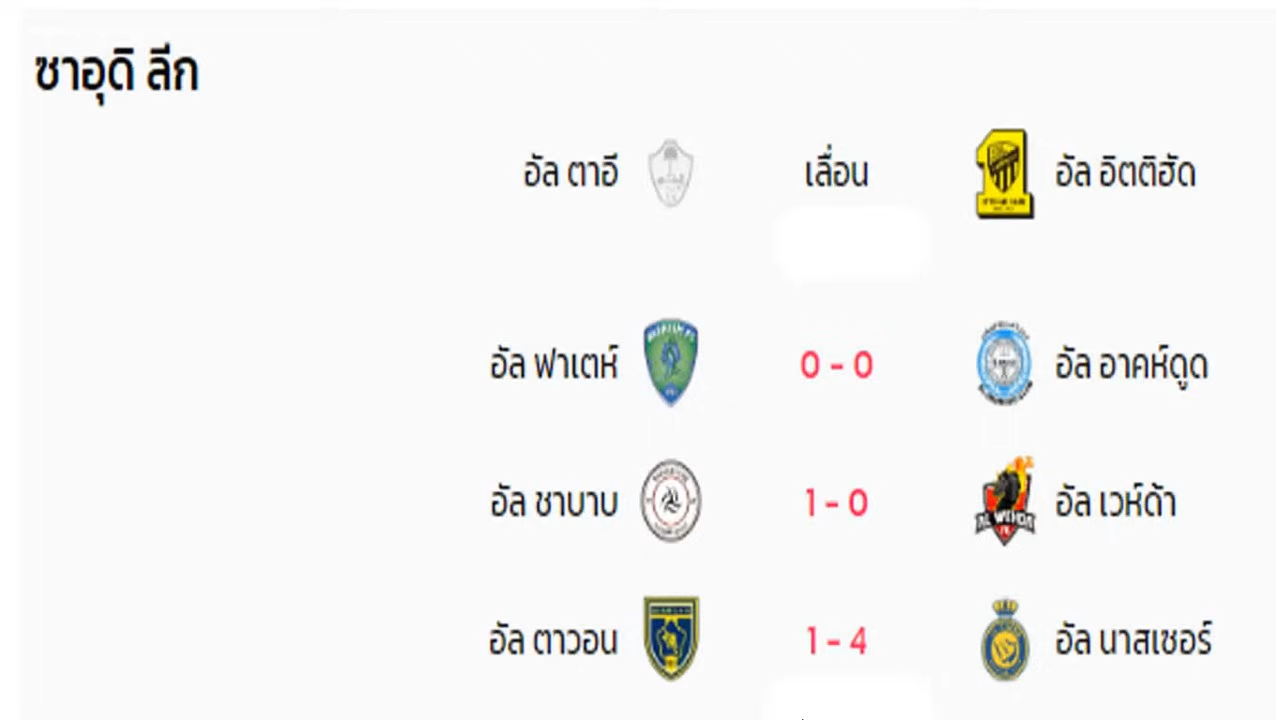 ซาอุดิ ลีก
อัล ตาอี เลื่อน อัล อิตติฮัด
อัล ฟาเตห์ 0 - 0 อัล อาคห์ดูด
อัล ชาบาบ 1 - 0 อัล เวห์ด้า
อัล ตาวอน 1 - 4 อัล นาสเซอร์